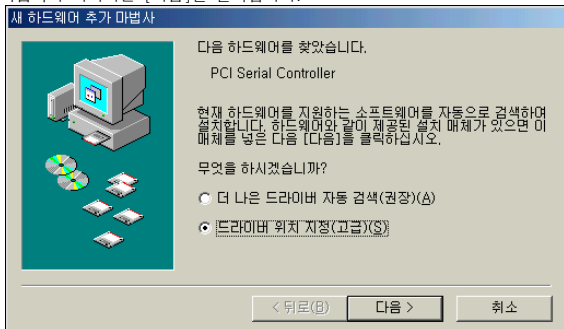 새 하드웨어 추가 마법사
다음 하드웨어를 찾았습니다.
PCI Serial Controller
현재 하드웨어를 지원하는 소프트웨어를 자동으로 검색하여
설치합니다. 하드웨어와 같이 제공된 설치 매체가 있으면 이
매체를 넣은 다음 [다음]을 클릭하십시오.
무엇을 하시겠습니까?
더 나은 드라이버 자동 검색(권장)(A)
드라이버 위치 지정(고급)(S)
< 뒤로(B)
다음 >
취소